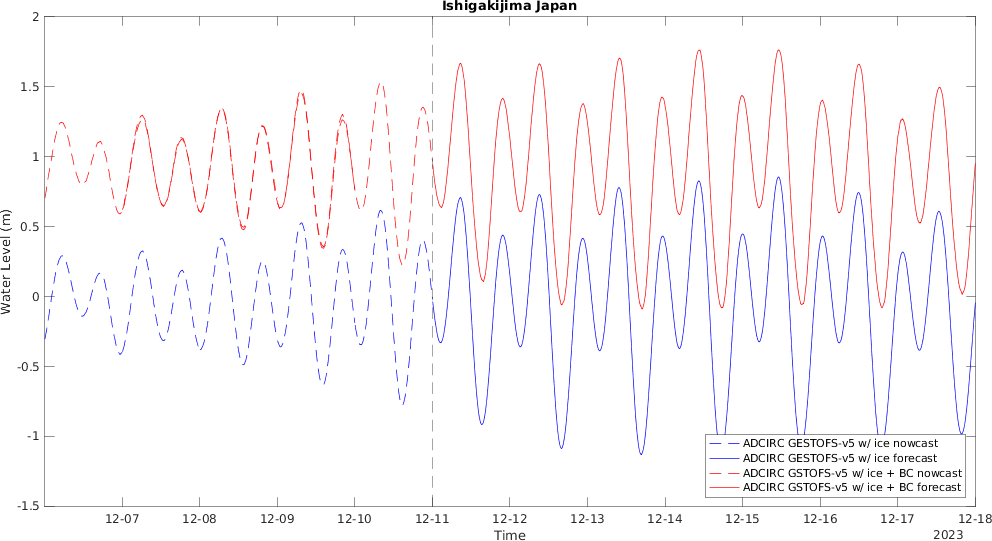 Ishigakijima Japan
Water Level (m)
2
1.5
1
0.5
0
-0.5
-1
-1.5
ADCIRC GESTOFS-v5 w/ ice nowcast
ADCIRC GESTOFS-v5 w/ ice forecast
ADCIRC GSTOFS-v5 w/ ice + BC nowcast
ADCIRC GSTOFS-v5 w/ ice + BC forecast
12-07 12-08 12-09 12-10 12-11 12-12 12-13 12-14 12-15 12-16 12-17 12-18
Time
2023